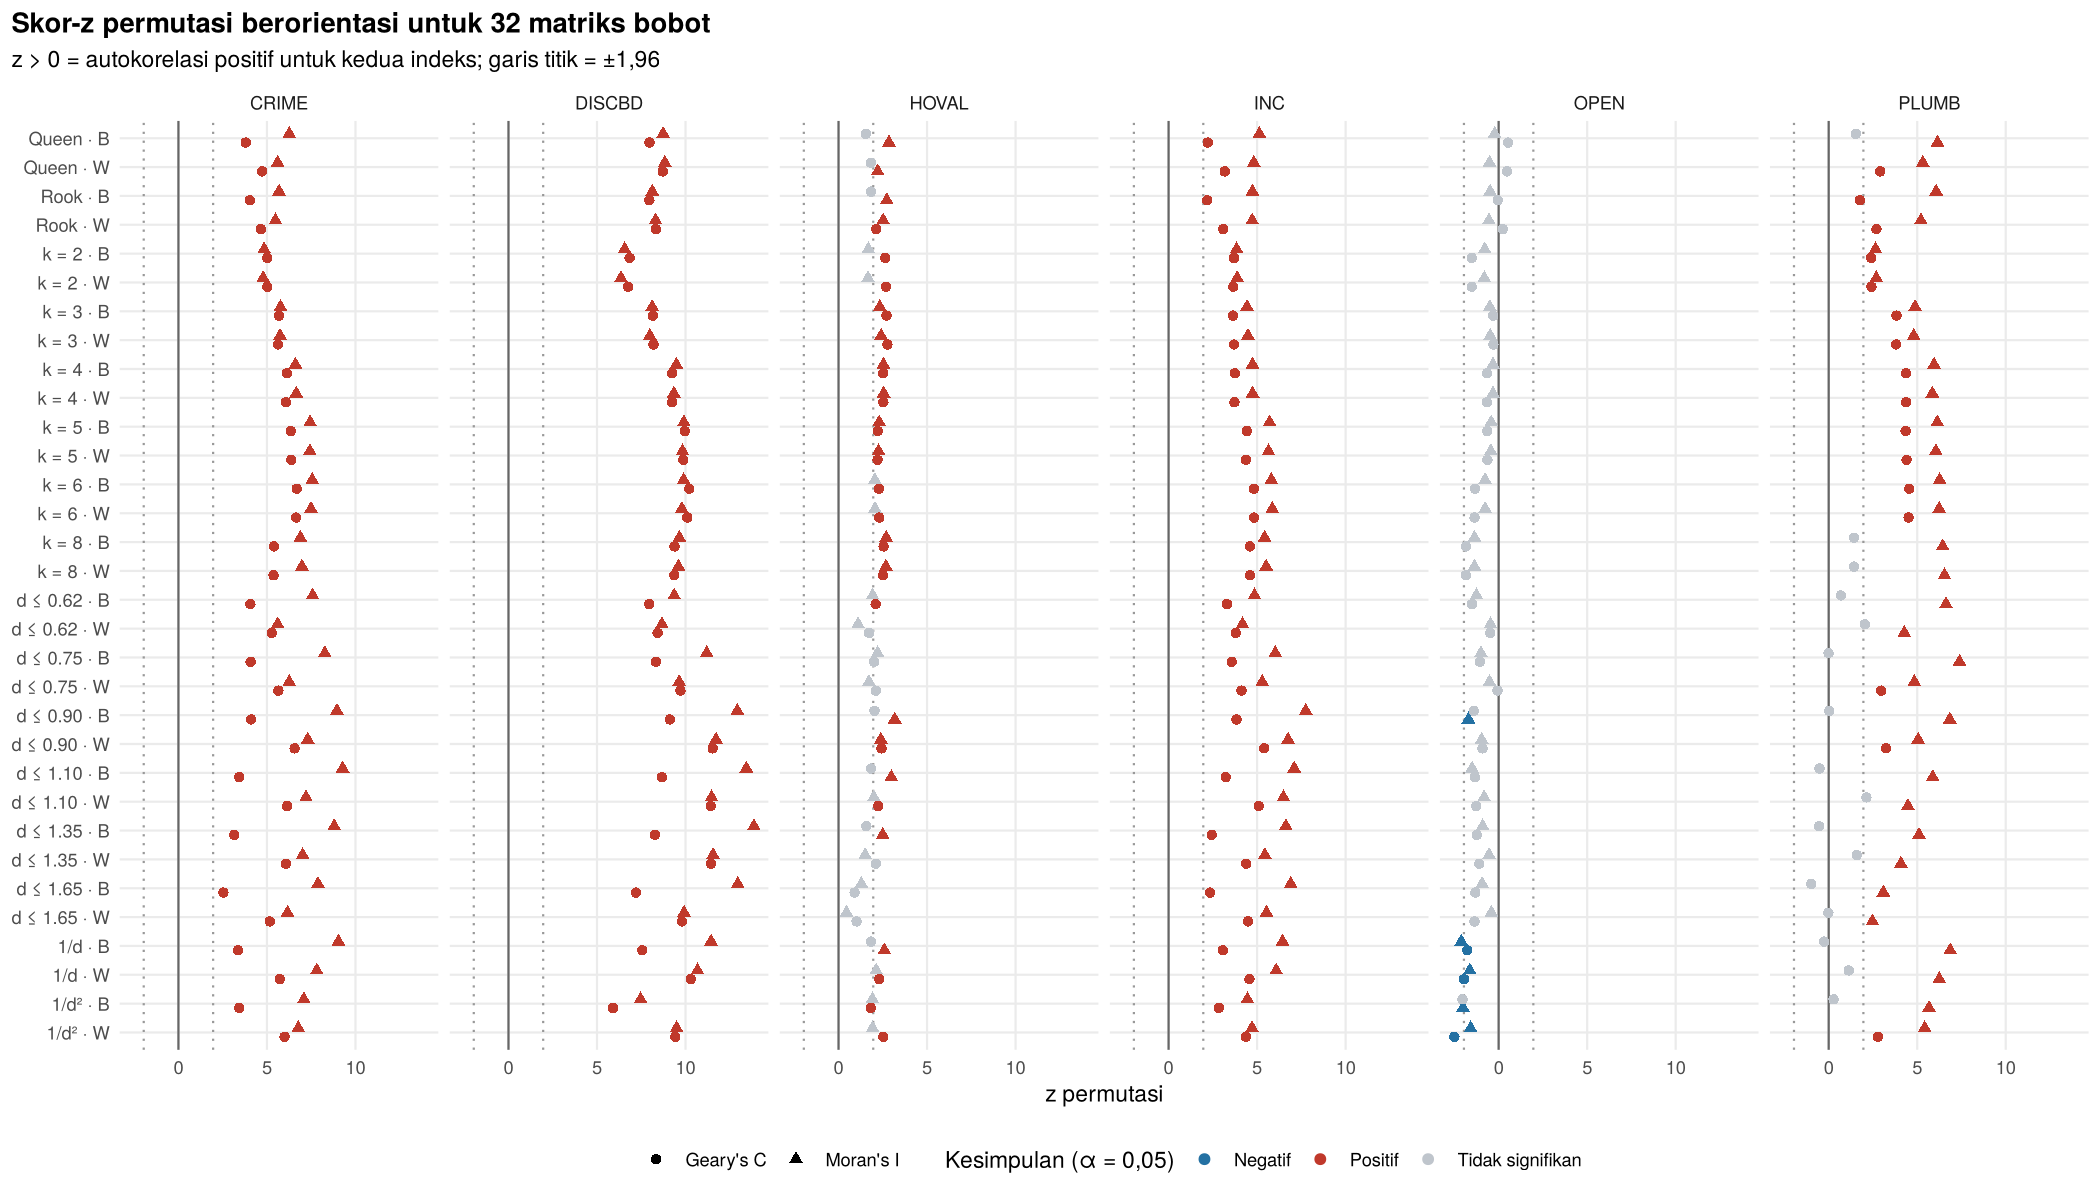 Skor-z permutasi berorientasi untuk 32 matriks bobot
z > 0 = autokorelasi positif untuk kedua indeks; garis titik = ±1,96
CRIME DISCBD HOVAL INC OPEN PLUMB
Queen · B
Queen · W
Rook · B
Rook · W
k = 2 · B
k = 2 · W
k = 3 · B
k = 3 · W
k = 4 · B
k = 4 · W
k = 5 · B
k = 5 · W
k = 6 · B
k = 6 · W
k = 8 · B
k = 8 · W
d ≤ 0.62 · B
d ≤ 0.62 · W
d ≤ 0.75 · B
d ≤ 0.75 · W
d ≤ 0.90 · B
d ≤ 0.90 · W
d ≤ 1.10 · B
d ≤ 1.10 · W
d ≤ 1.35 · B
d ≤ 1.35 · W
d ≤ 1.65 · B
d ≤ 1.65 · W
1/d · B
1/d · W
1/d² · B
1/d² · W
0 5 10 0 5 10 0 5 10 0 5 10 0 5 10 0 5 10
z permutasi
Geary's C Moran's I Kesimpulan (α = 0,05) Negatif Positif Tidak signifikan